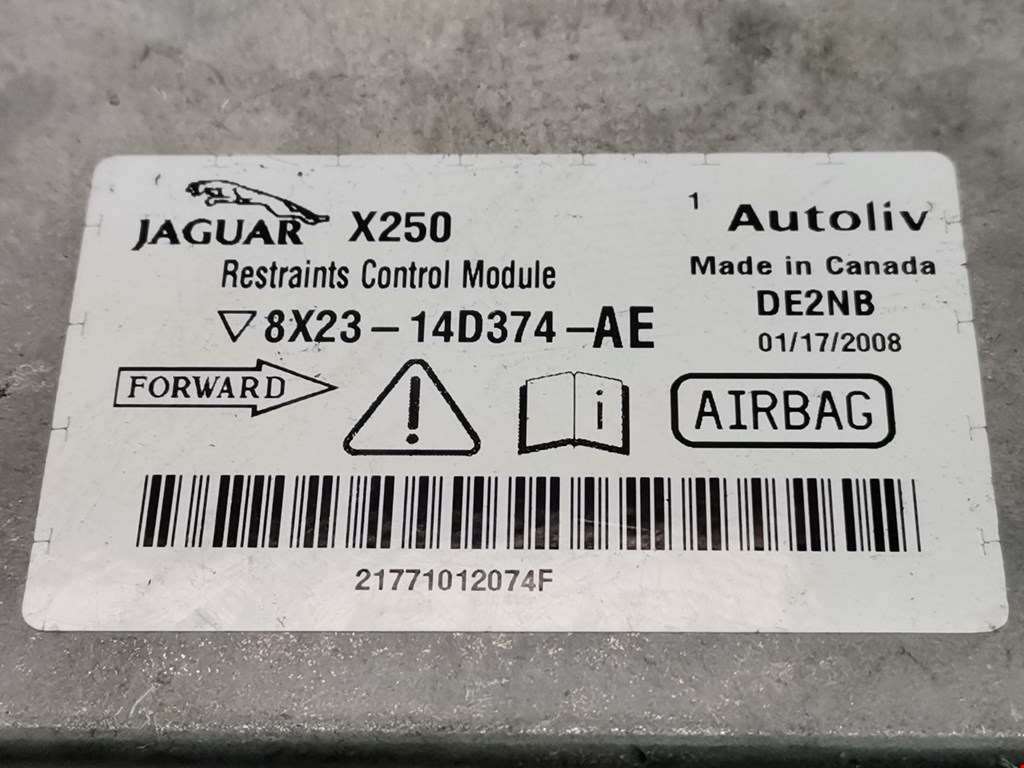 JAGUAR X250
Restraints Control Module
▽8X23-14D374-AE
1 Autoliv
Made in Canada
DE2NB
01/17/2008
FORWARD
!
i
AIRBAG
21771012074F